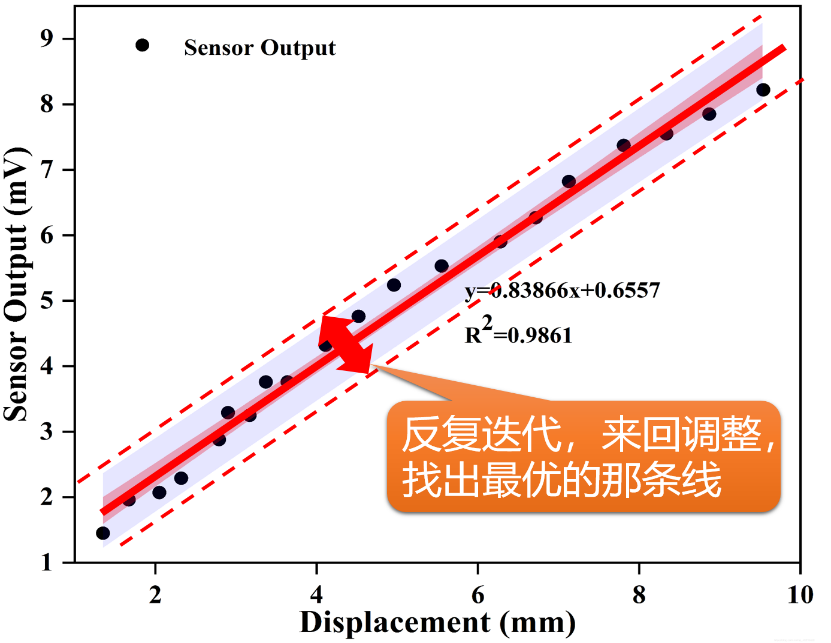 Sensor Output
9
8
7
6
5
4
3
2
1
Sensor Output (mV)
y=0.83866x+0.6557
R²=0.9861
反复迭代，来回调整，
找出最优的那条线
2
4
6
8
10
Displacement (mm)